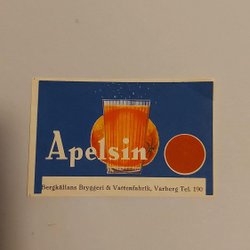 Apelsin
Bergkällans Bryggeri & Vattenfabrik, Varberg Tel. 190